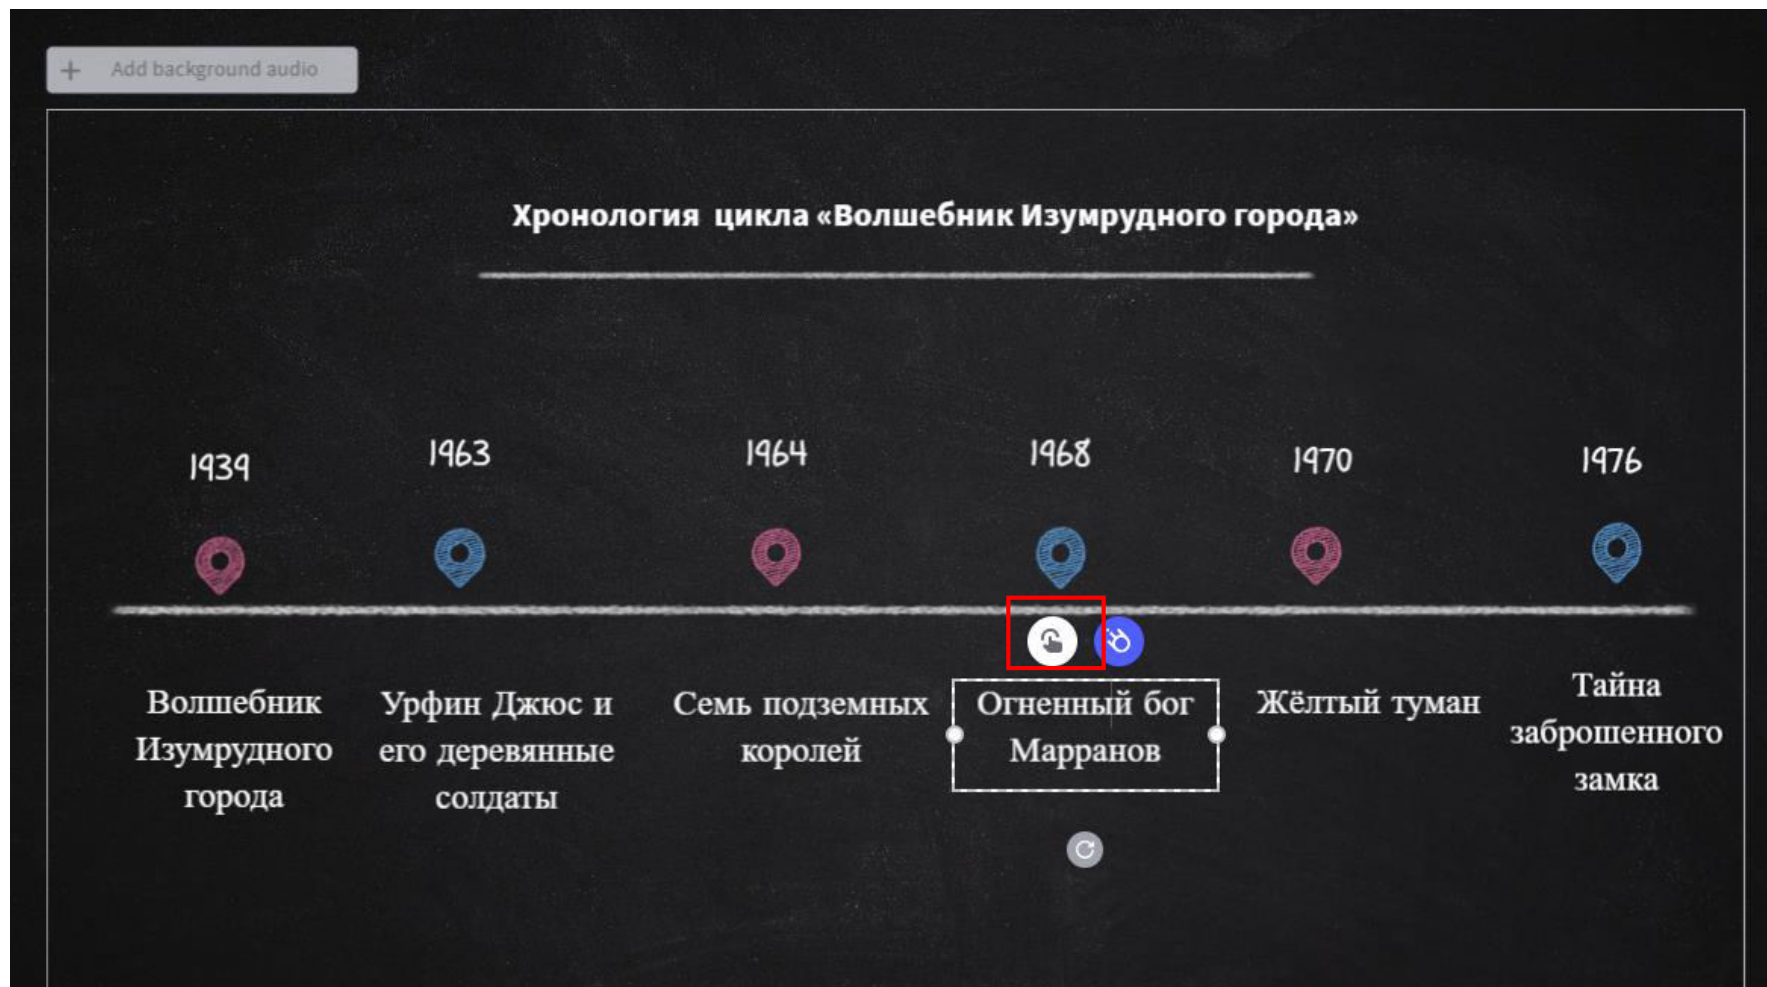 + Add background audio
Хронология цикла «Волшебник Изумрудного города»
1939
1963
1964
1968
1970
1976
Волшебник
Изумрудного
города
Урфин Джюс и
его деревянные
солдаты
Семь подземных
королей
Огненный бог
Марранов
Жёлтый туман
Тайна
заброшенного
замка